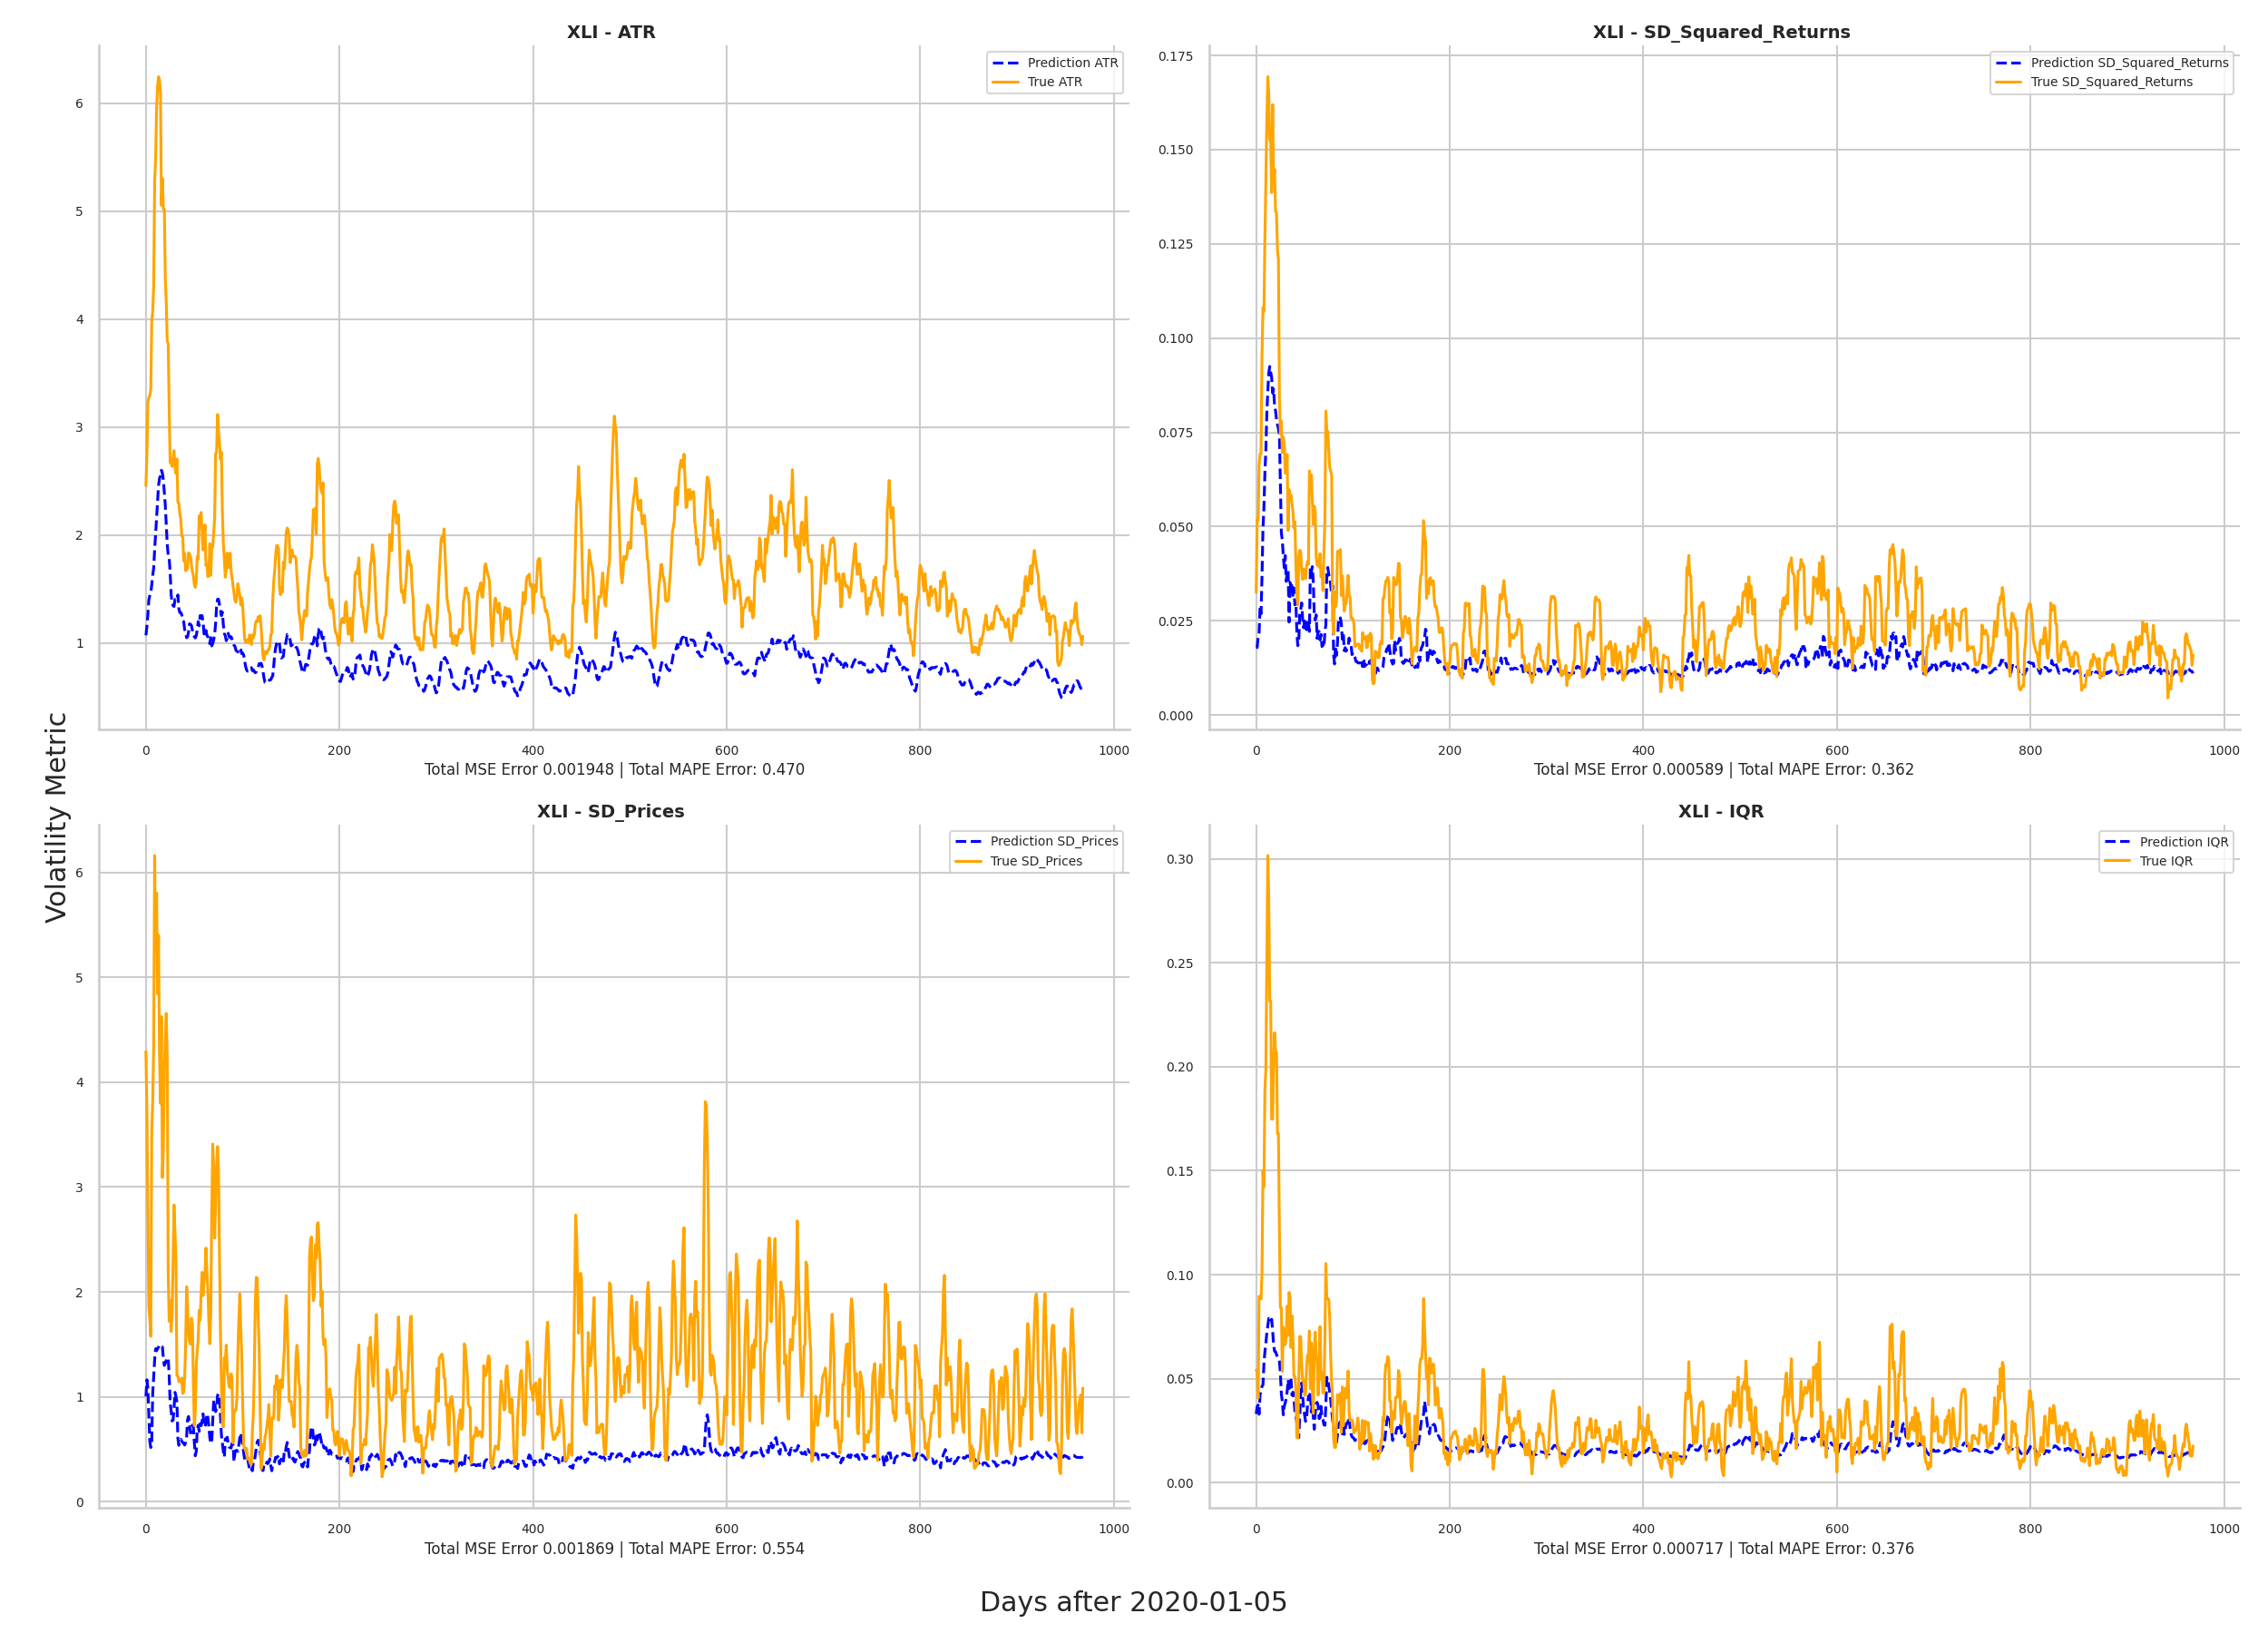 XLI - ATR
Prediction ATR
True ATR
6
5
4
3
2
1
0 200 400 600 800 1000
Total MSE Error 0.001948 | Total MAPE Error: 0.470
XLI - SD_Squared_Returns
Prediction SD_Squared_Returns
True SD_Squared_Returns
0.175
0.150
0.125
0.100
0.075
0.050
0.025
0.000
0 200 400 600 800 1000
Total MSE Error 0.000589 | Total MAPE Error: 0.362
Volatility Metric
XLI - SD_Prices
Prediction SD_Prices
True SD_Prices
6
5
4
3
2
1
0
0 200 400 600 800 1000
Total MSE Error 0.001869 | Total MAPE Error: 0.554
XLI - IQR
Prediction IQR
True IQR
0.30
0.25
0.20
0.15
0.10
0.05
0.00
0 200 400 600 800 1000
Total MSE Error 0.000717 | Total MAPE Error: 0.376
Days after 2020-01-05